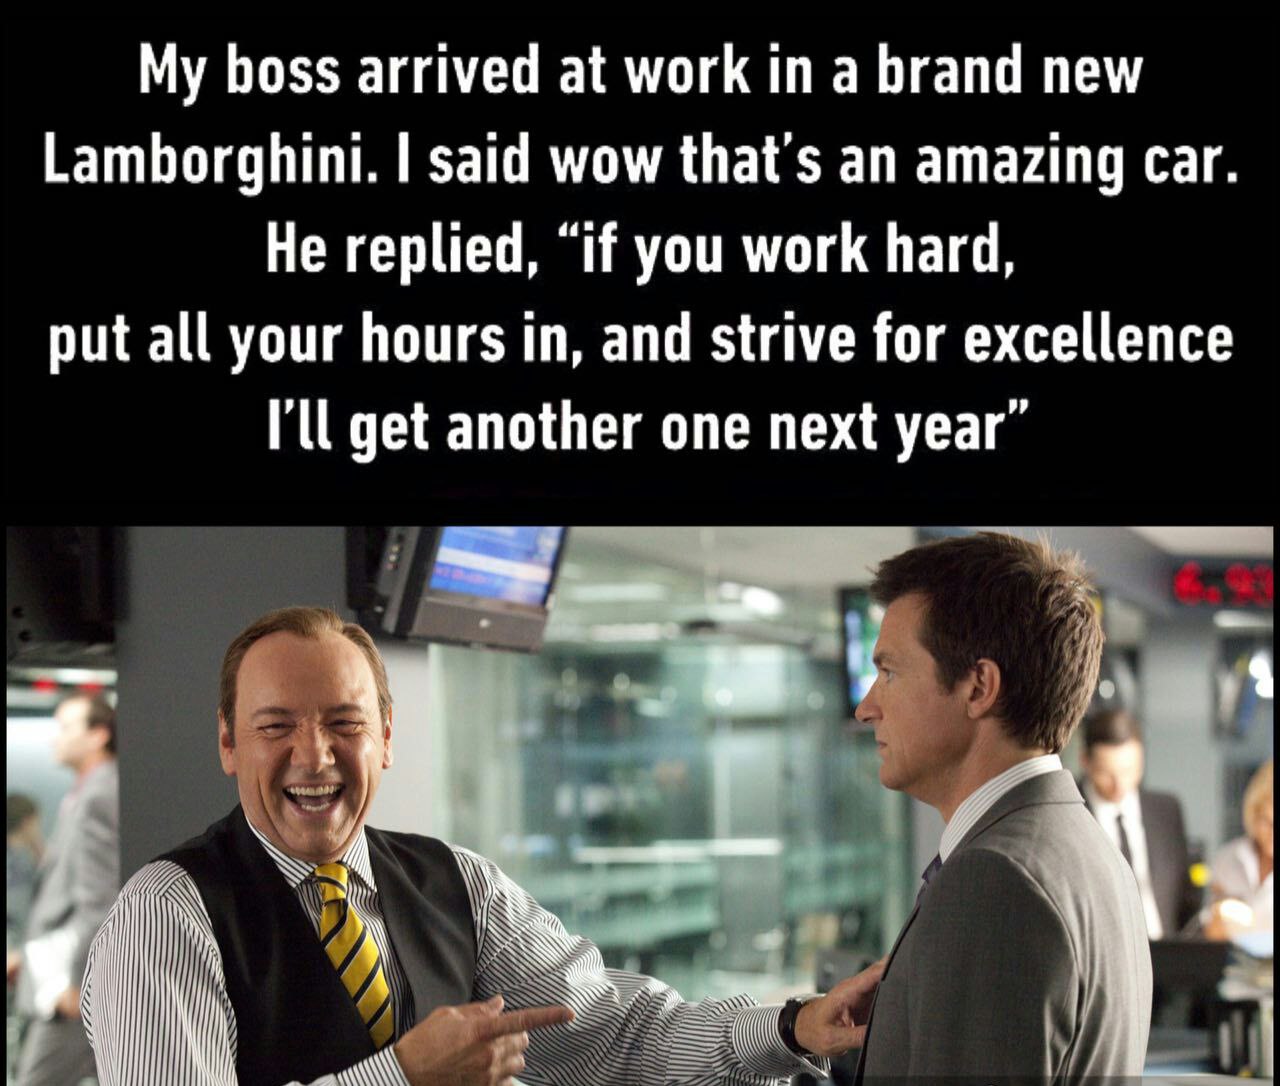 My boss arrived at work in a brand new
Lamborghini. I said wow that’s an amazing car.
He replied, “if you work hard,
put all your hours in, and strive for excellence
I’ll get another one next year”